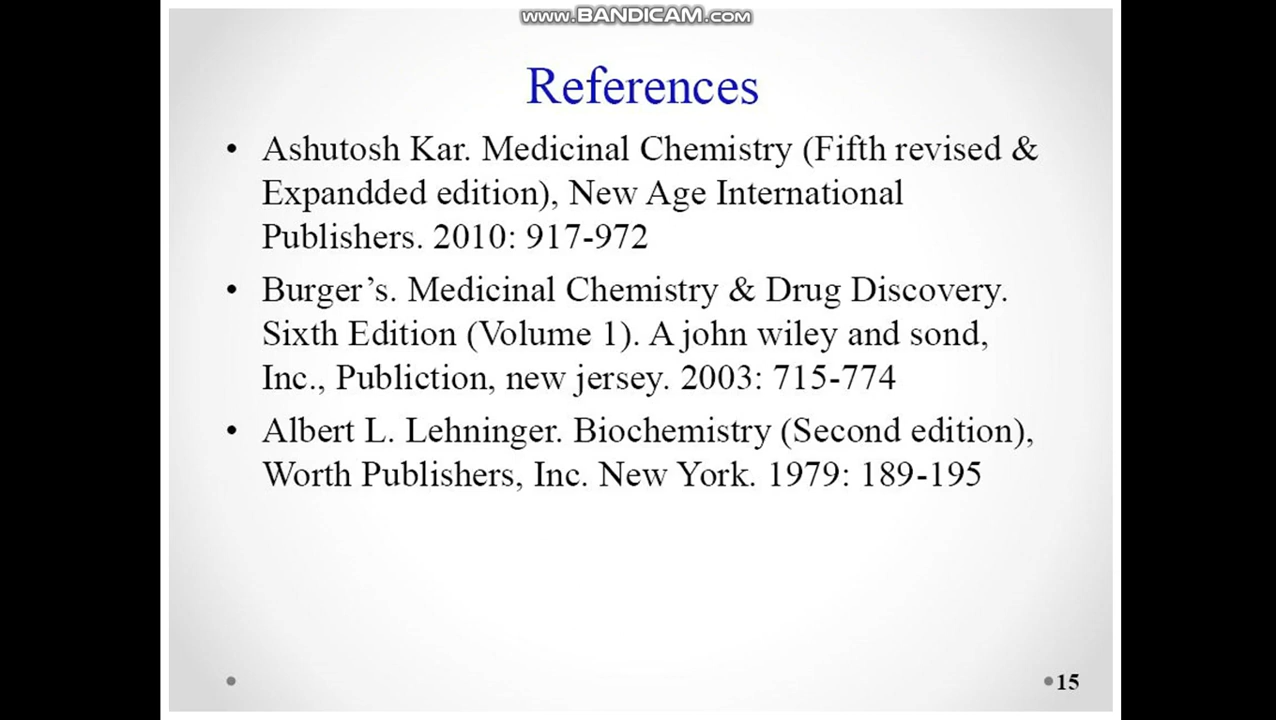 www.BANDICAM.com
References
• Ashutosh Kar. Medicinal Chemistry (Fifth revised &
Expandded edition), New Age International
Publishers. 2010: 917-972
• Burger’s. Medicinal Chemistry & Drug Discovery.
Sixth Edition (Volume 1). A john wiley and sond,
Inc., Publiction, new jersey. 2003: 715-774
• Albert L. Lehninger. Biochemistry (Second edition),
Worth Publishers, Inc. New York. 1979: 189-195
• 15